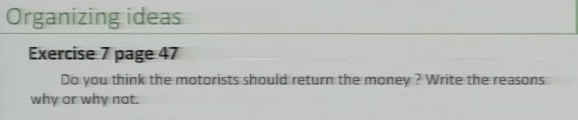 Organizing ideas
Exercise 7 page 47
Do you think the motorists should return the money ? Write the reasons
why or why not.